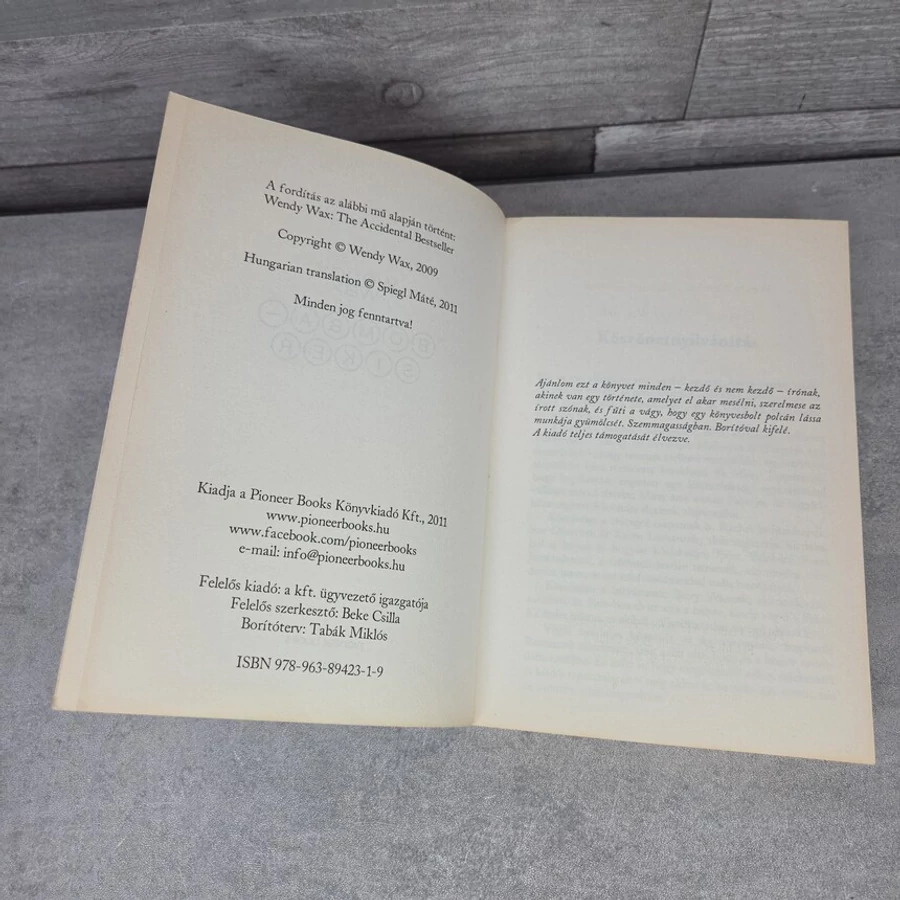 A fordítás az alábbi mű alapján történt:
Wendy Wax: The Accidental Bestseller
Copyright © Wendy Wax, 2009
Hungarian translation © Spiegl Máté, 2011
Minden jog fenntartva!
Kiadja a Pioneer Books Könyvkiadó Kft., 2011
www.pioneerbooks.hu
www.facebook.com/pioneerbooks
e-mail: info@pioneerbooks.hu
Felelős kiadó: a kft. ügyvezető igazgatója
Felelős szerkesztő: Beke Csilla
Borítóterv: Tabák Miklós
ISBN 978-963-89423-1-9
Ajánlom ezt a könyvet minden – kezdő és nem kezdő – írónak,
akinek van egy története, amelyet el akar mesélni, szerelmese az
írott szónak, és fűti a vágy, hogy egy könyvesbolt polcán lássa
munkája gyümölcsét. Szemmagasságban. Borítóval kifelé.
A kiadó teljes támogatását élvezve.